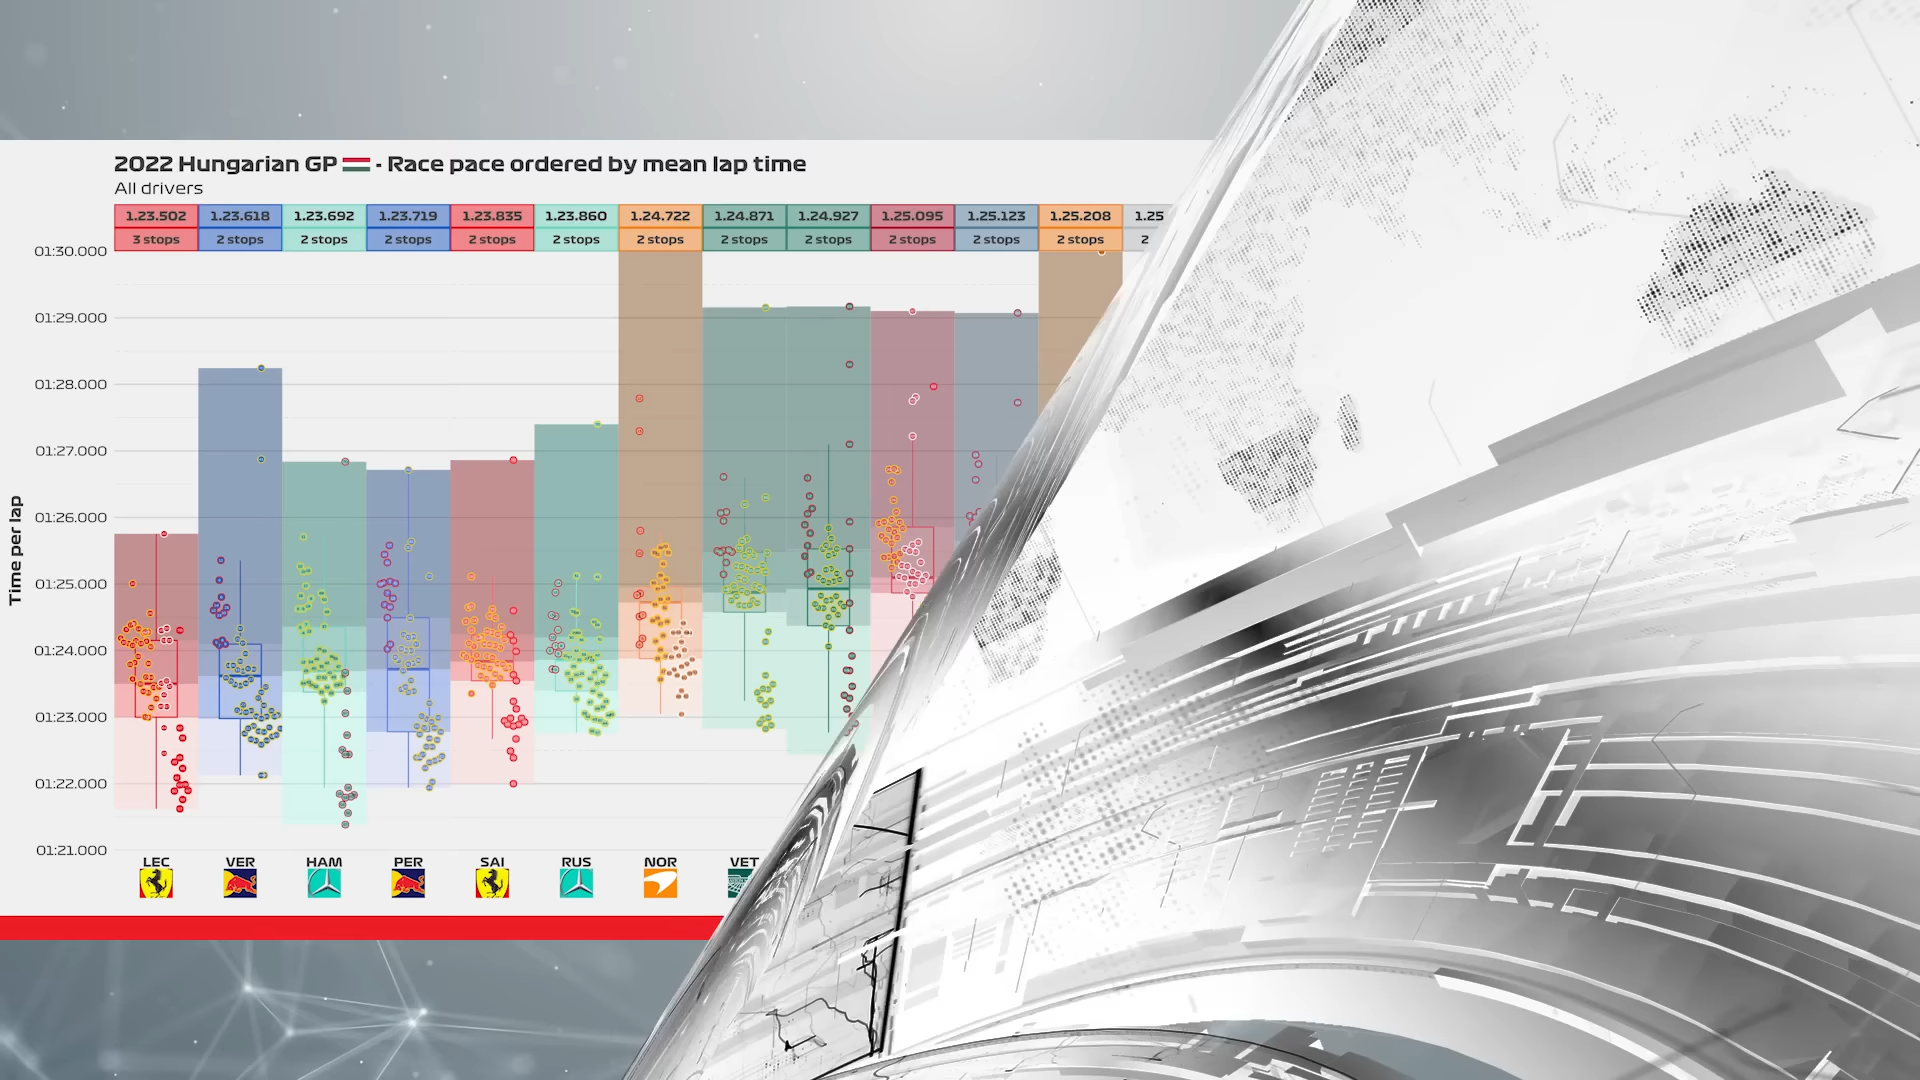 2022 Hungarian GP - Race pace ordered by mean lap time
All drivers
1.23.502 1.23.618 1.23.692 1.23.719 1.23.835 1.23.860 1.24.722 1.24.871 1.24.927 1.25.095 1.25.123 1.25.208 1.25
3 stops 2 stops 2 stops 2 stops 2 stops 2 stops 2 stops 2 stops 2 stops 2 stops 2 stops 2 stops 2
01:30.000
01:29.000
01:28.000
01:27.000
01:26.000
01:25.000
01:24.000
01:23.000
01:22.000
01:21.000
Time per lap
LEC VER HAM PER SAI RUS NOR VET